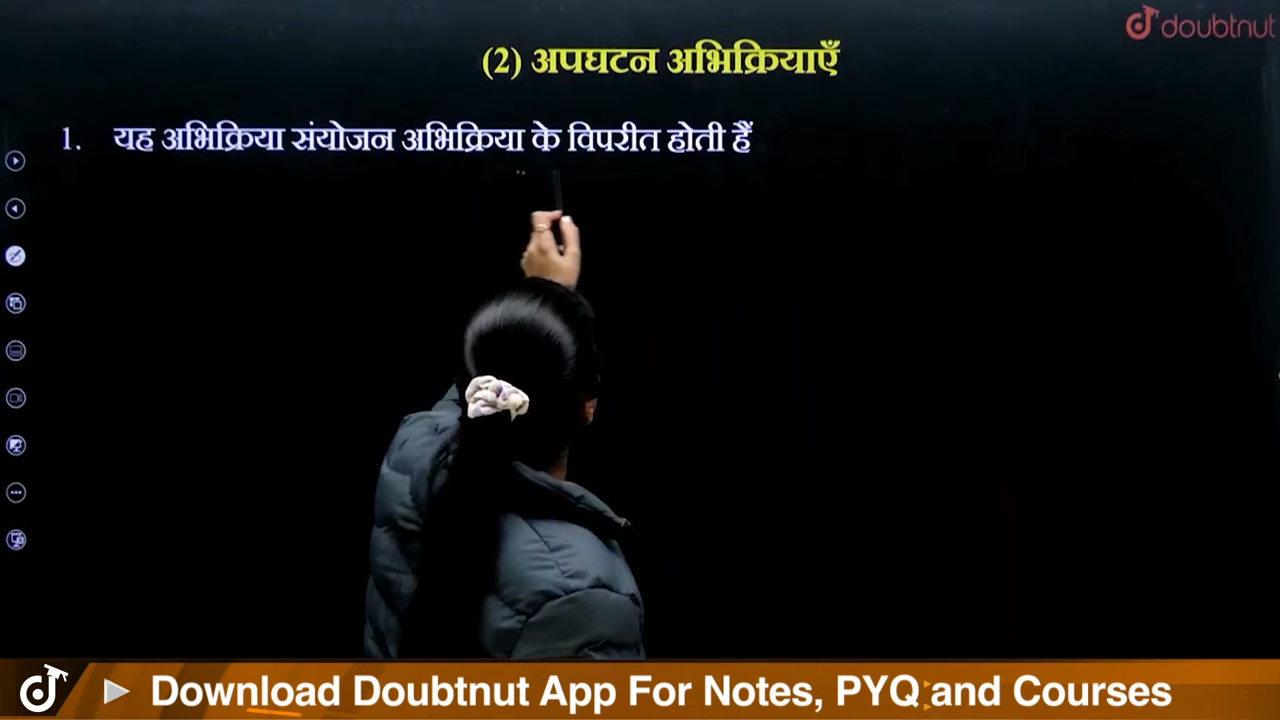 doubtnut
(2) अपघटन अभिक्रियाएँ
1. यह अभिक्रिया संयोजन अभिक्रिया के विपरीत होती हैं
Download Doubtnut App For Notes, PYQ and Courses